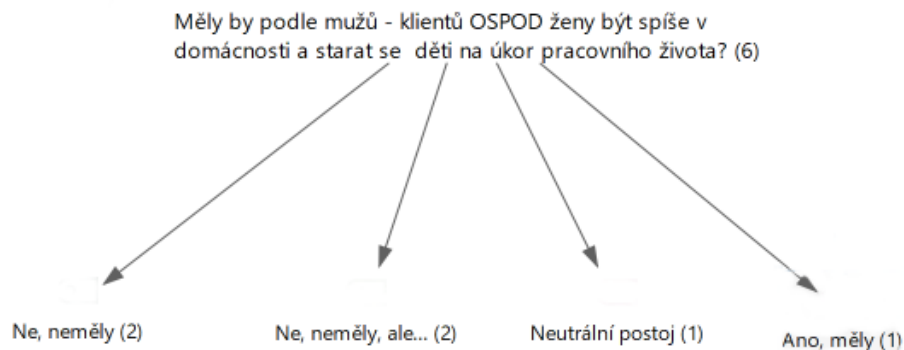 Měly by podle mužů - klientů OSPOD ženy být spíše v
domácnosti a starat se  děti na úkor pracovního života? (6)
Ne, neměly (2)
Ne, neměly, ale... (2)
Neutrální postoj (1)
Ano, měly (1)